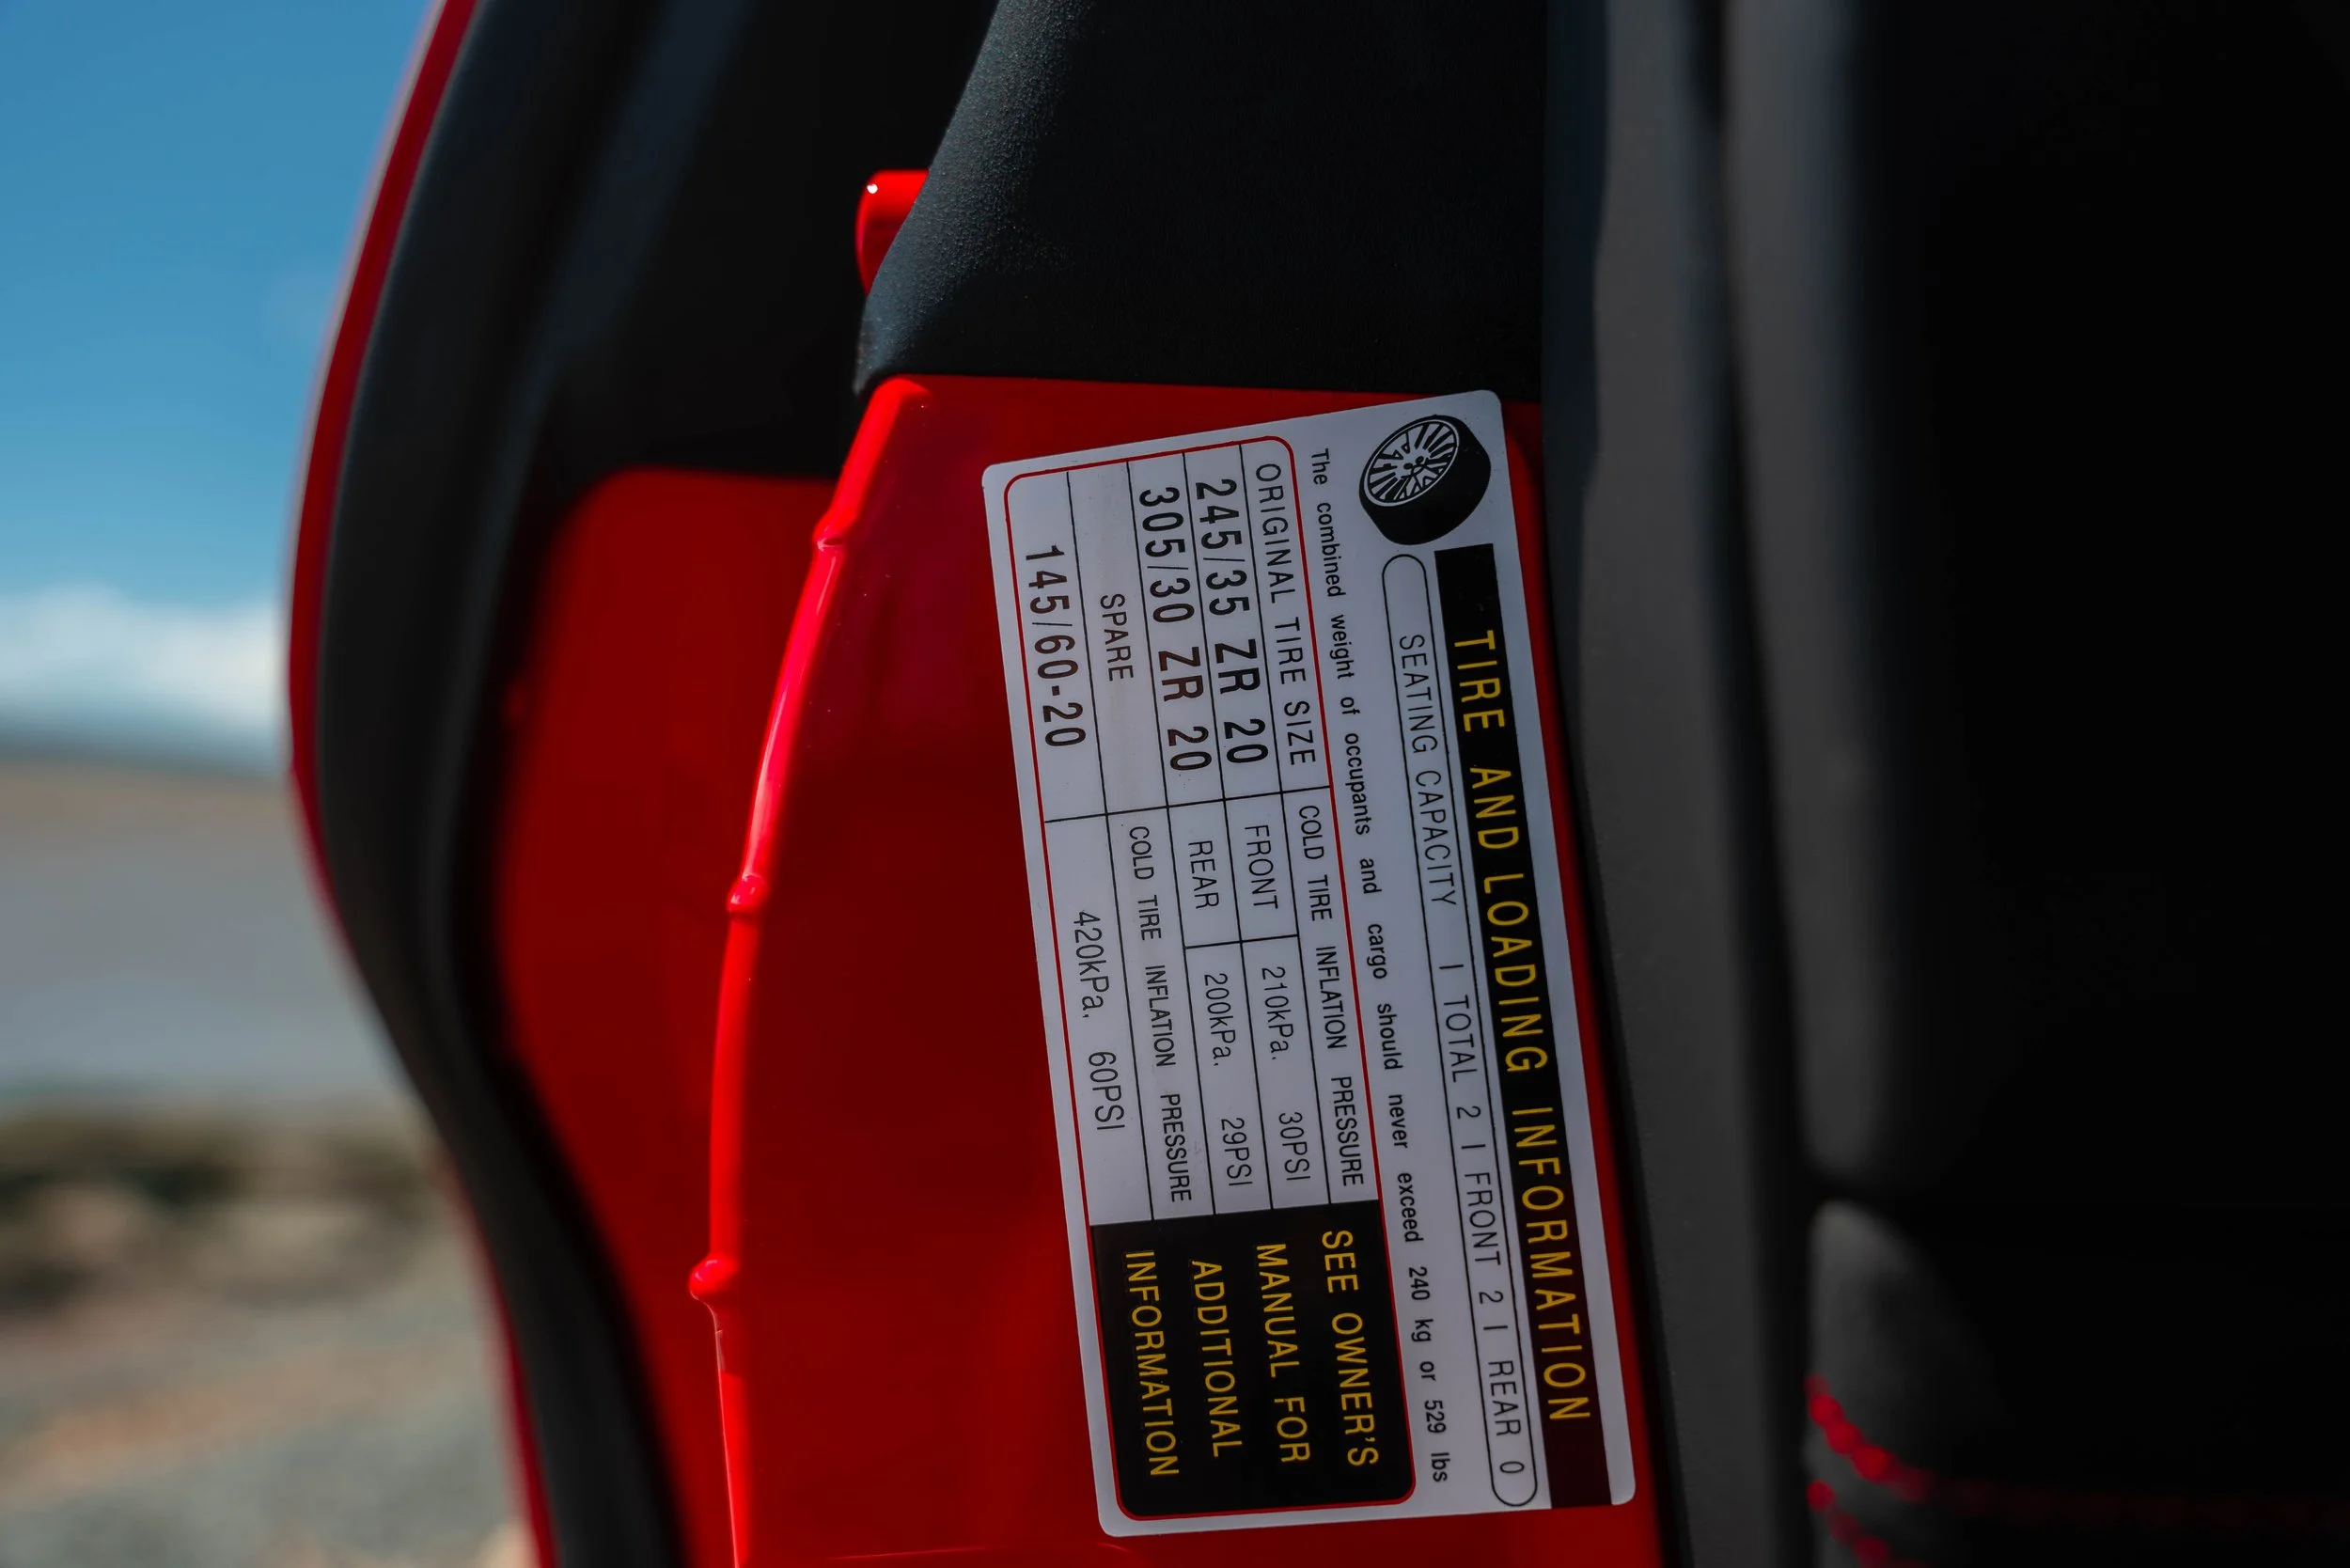 TIRE AND LOADING INFORMATION
SEATING CAPACITY | TOTAL 2 | FRONT 2 | REAR 0
The combined weight of occupants and cargo should never exceed 240 kg or 529 lbs
ORIGINAL TIRE SIZE COLD TIRE INFLATION PRESSURE
245/35 ZR 20 FRONT 210kPa. 30PSI
305/30 ZR 20 REAR 200kPa. 29PSI
SPARE COLD TIRE INFLATION PRESSURE
145/60-20 420kPa, 60PSI
SEE OWNER'S
MANUAL FOR
ADDITIONAL
INFORMATION